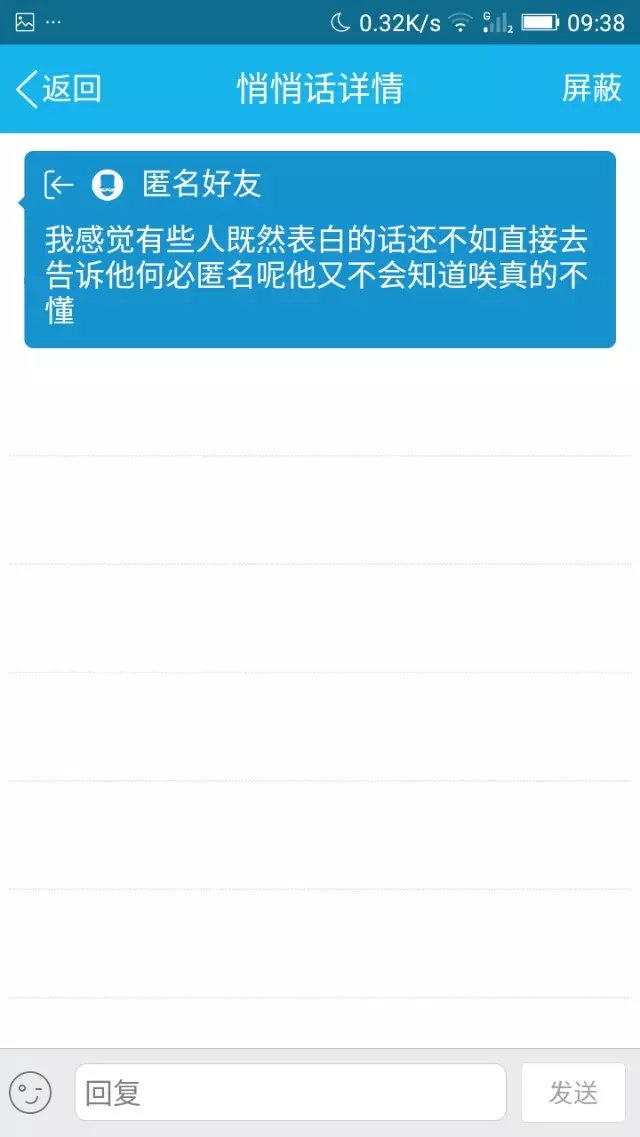 0.32K/s G 2 09:38
返回 悄悄话详情 屏蔽
匿名好友
我感觉有些人既然表白的话还不如直接去
告诉他何必匿名呢他又不会知道唉真的不
懂
回复 发送